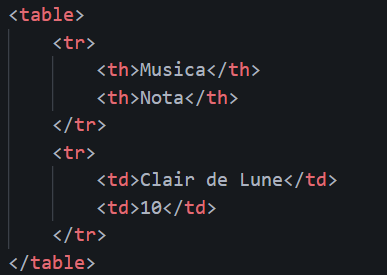 <table>
<tr>
<th>Musica</th>
<th>Nota</th>
</tr>
<tr>
<td>Clair de Lune</td>
<td>10</td>
</tr>
</table>